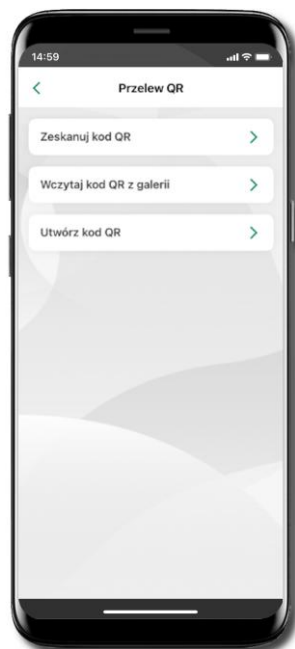 14:59
Przelew QR
Zeskanuj kod QR
Wczytaj kod QR z galerii
Utwórz kod QR